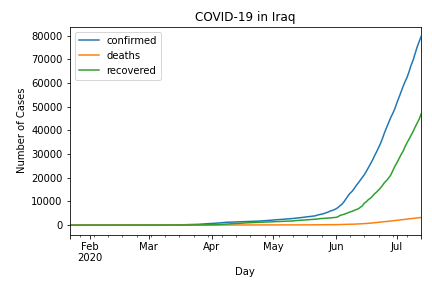 COVID-19 in Iraq
confirmed
deaths
recovered
Number of Cases
80000
70000
60000
50000
40000
30000
20000
10000
0
Feb Mar Apr May Jun Jul
2020
Day